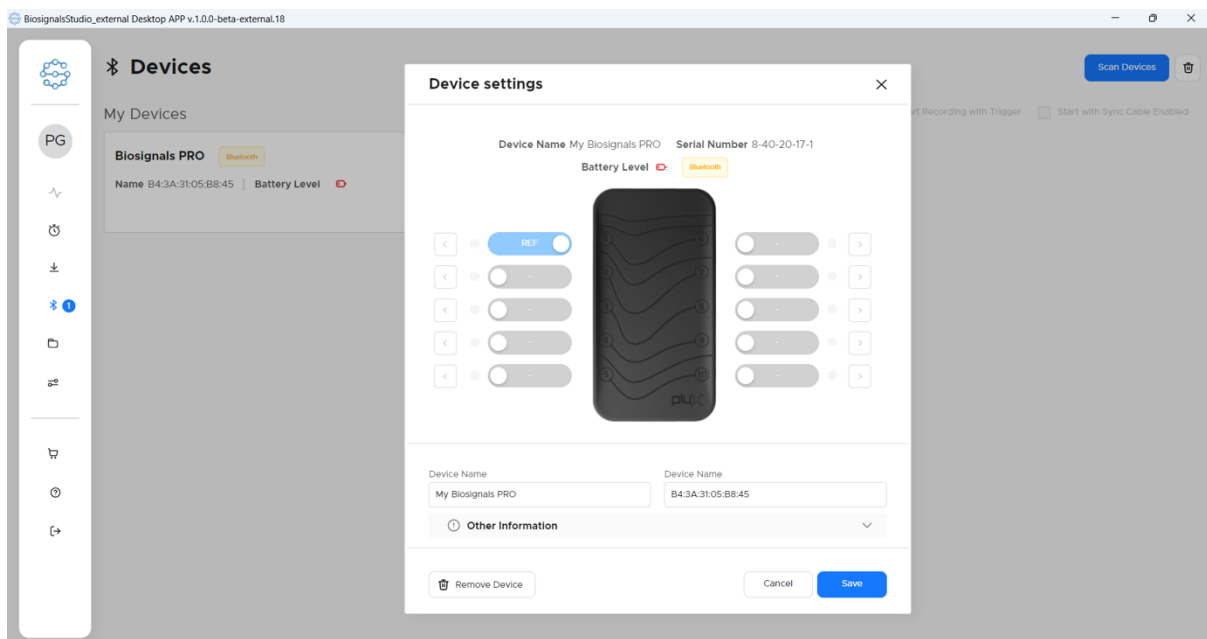 BiosignalsStudio_external Desktop APP v.1.0.0-beta-external.18
Devices
Scan Devices
Device settings
My Devices
rt Recording with Trigger
Start with Sync Cable Enabled
PG
Biosignals PRO
Bluetooth
Name B4:3A:31:05:B8:45 | Battery Level
Device Name My Biosignals PRO Serial Number 8-40-20-17-1
Battery Level
Bluetooth
REF
-
-
-
-
-
-
-
-
-
5
10
plux
1
Device Name
Device Name
My Biosignals PRO
B4:3A:31:05:B8:45
Other Information
Remove Device
Cancel
Save